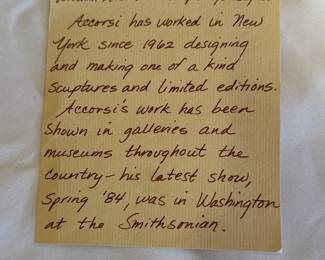 Accorsi has worked in New
York since 1962 designing
and making one of a kind
scuptures and limited editions.
Accorsi's work has been
shown in galleries and
museums throughout the
country - his latest show,
Spring '84, was in Washington
at the Smithsonian.